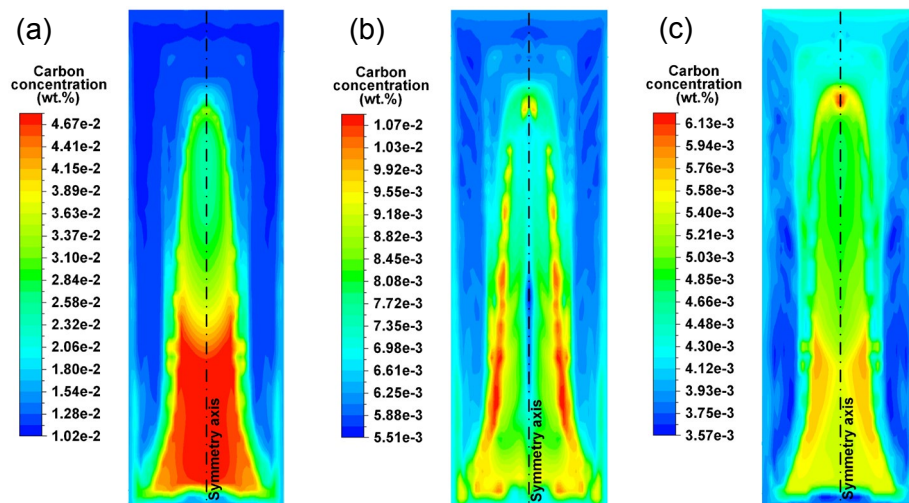 (a)
Carbon
concentration
(wt.%)
4.67e-2
4.41e-2
4.15e-2
3.89e-2
3.63e-2
3.37e-2
3.10e-2
2.84e-2
2.58e-2
2.32e-2
2.06e-2
1.80e-2
1.54e-2
1.28e-2
1.02e-2
Symmetry axis
(b)
Carbon
concentration
(wt.%)
1.07e-2
1.03e-2
9.92e-3
9.55e-3
9.18e-3
8.82e-3
8.45e-3
8.08e-3
7.72e-3
7.35e-3
6.98e-3
6.61e-3
6.25e-3
5.88e-3
5.51e-3
Symmetry axis
(c)
Carbon
concentration
(wt.%)
6.13e-3
5.94e-3
5.76e-3
5.58e-3
5.40e-3
5.21e-3
5.03e-3
4.85e-3
4.66e-3
4.48e-3
4.30e-3
4.12e-3
3.93e-3
3.75e-3
3.57e-3
Symmetry axis